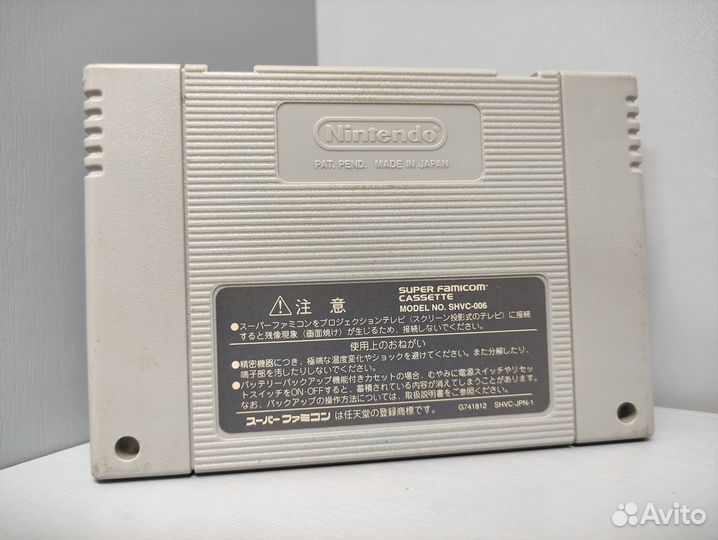 Nintendo
PAT. PEND. MADE IN JAPAN
SUPER FAMICOM
CASSETTE
MODEL NO. SHVC-006
⚠注意
●スーパーファミコンをプロジェクションテレビ(スクリーン投影式のテレビ)に接続
すると残像現象(画面焼け)が生じるため、接続しないでください。
使用上のおねがい
●精密機器につき、極端な温度変化やショックを避けてください。また分解したり、
端子部を汚したりしないでください。
●バッテリーバックアップ機能付きカセットの場合、むやみに電源スイッチやリセッ
トスイッチをON・OFFすると、蓄積されている内容が消えてしまうことがあります。
なお、バックアップの操作方法については、取扱説明書をご参照ください。
スーパーファミコンは任天堂の登録商標です。
G741812 SHVC-JPN-1
Avito